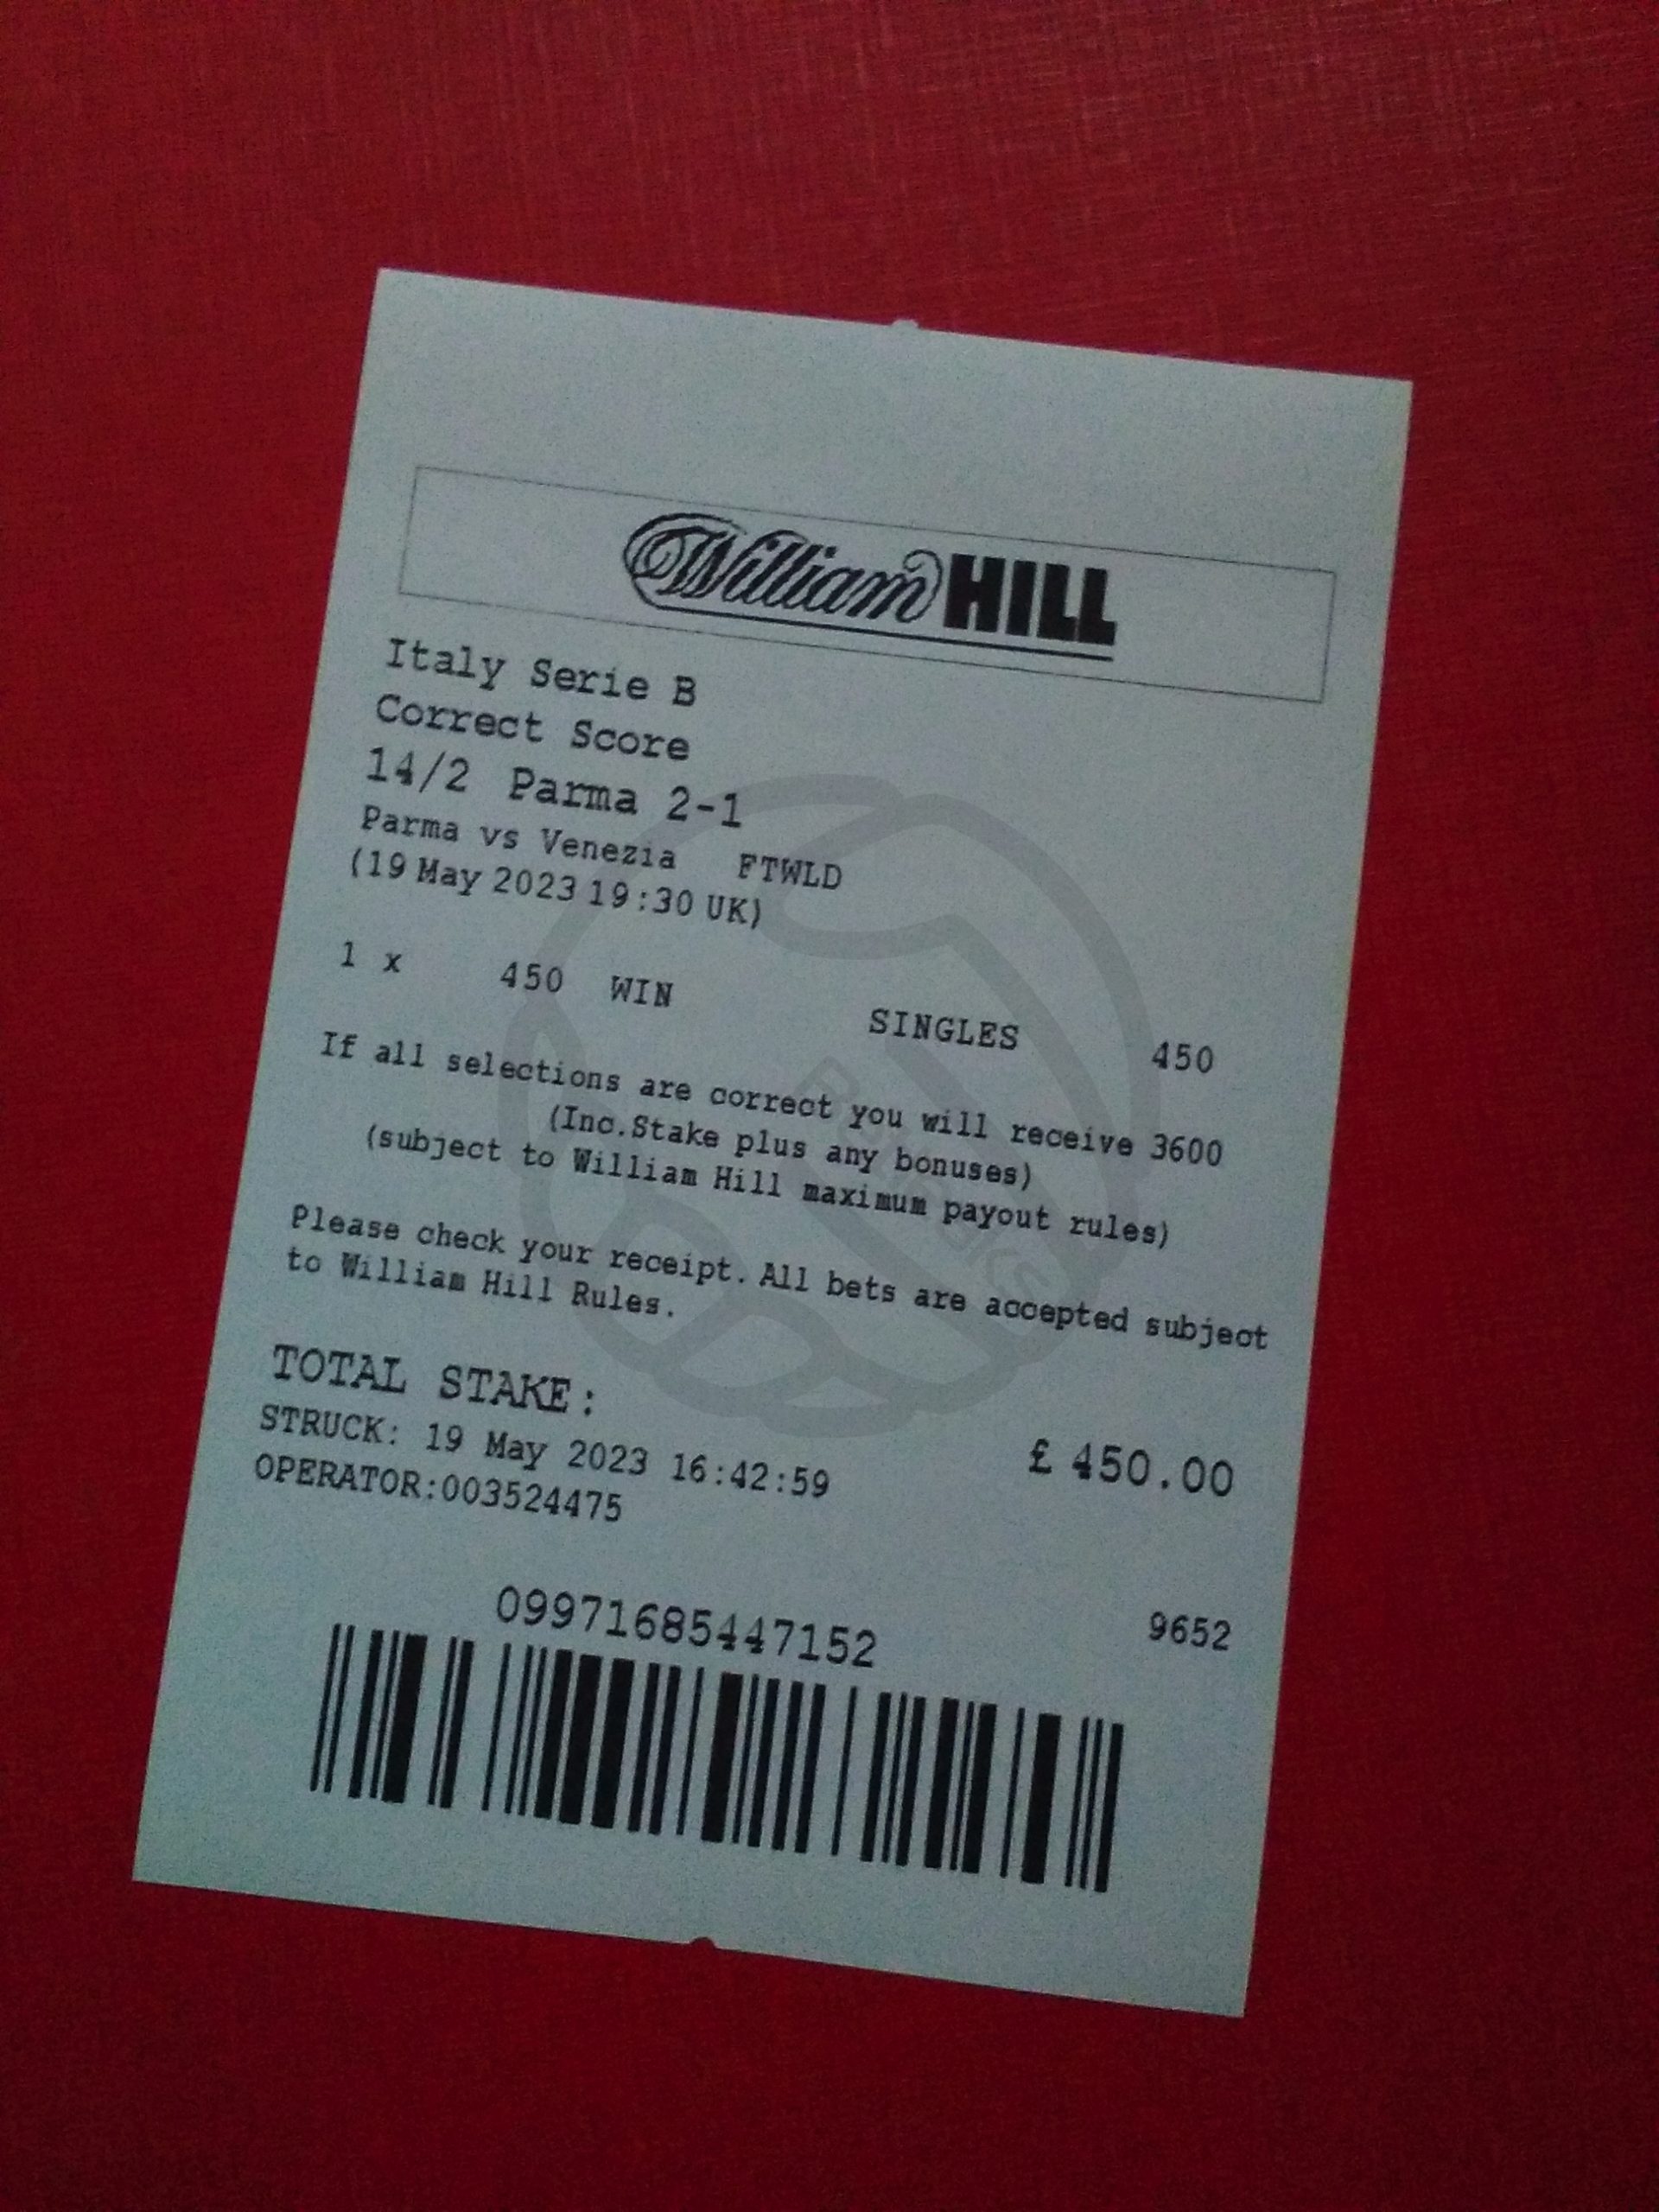 William HILL
Italy Serie B
Correct Score
14/2 Parma 2-1
Parma vs Venezia FTWLD
(19 May 2023 19:30 UK)
1 x 450 WIN SINGLES 450
If all selections are correct you will receive 3600
(Inc.Stake plus any bonuses)
(subject to William Hill maximum payout rules)
Please check your receipt. All bets are accepted subject
to William Hill Rules.
TOTAL STAKE: £ 450.00
STRUCK: 19 May 2023 16:42:59
OPERATOR:003524475
09971685447152 9652